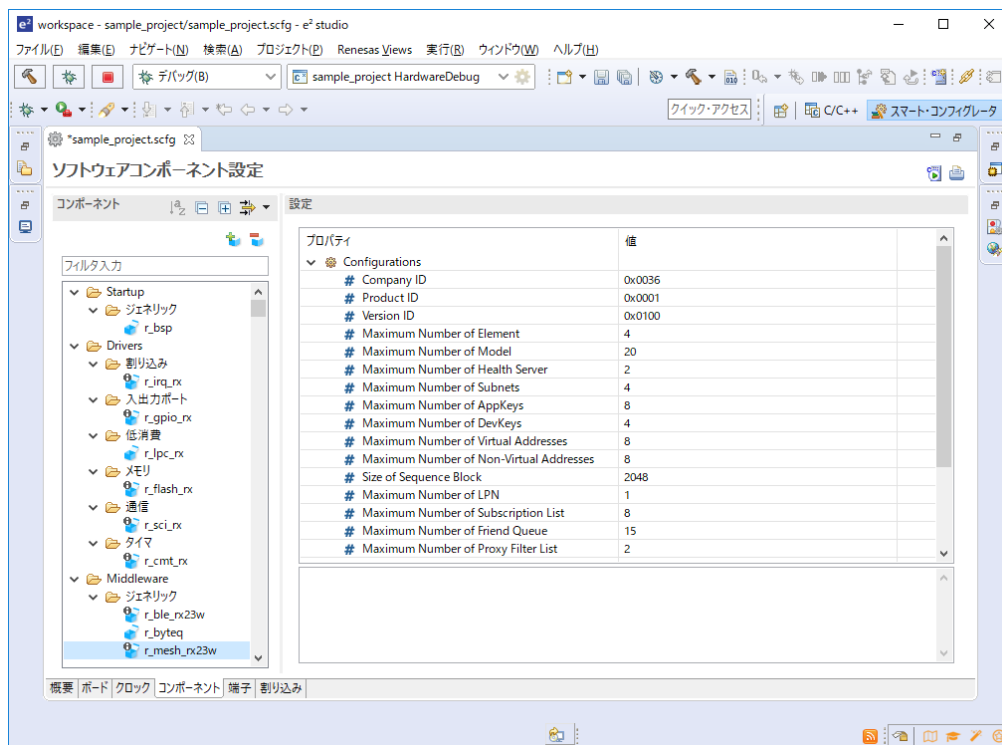 workspace - sample_project/sample_project.scfg - e² studio
ファイル(F) 編集(E) ナビゲート(N) 検索(A) プロジェクト(P) Renesas Views 実行(R) ウィンドウ(W) ヘルプ(H)
デバッグ(B) sample_project HardwareDebug
クイック・アクセス C/C++ スマート・コンフィグレータ
*sample_project.scfg
ソフトウェアコンポーネント設定
コンポーネント
設定
フィルタ入力
Startup
ジェネリック
r_bsp
Drivers
割り込み
r_irq_rx
入出力ポート
r_gpio_rx
低消費
r_lpc_rx
メモリ
r_flash_rx
通信
r_sci_rx
タイマ
r_cmt_rx
Middleware
ジェネリック
r_ble_rx23w
r_byteq
r_mesh_rx23w
プロパティ 値
Configurations
# Company ID 0x0036
# Product ID 0x0001
# Version ID 0x0100
# Maximum Number of Element 4
# Maximum Number of Model 20
# Maximum Number of Health Server 2
# Maximum Number of Subnets 4
# Maximum Number of AppKeys 8
# Maximum Number of DevKeys 4
# Maximum Number of Virtual Addresses 8
# Maximum Number of Non-Virtual Addresses 8
# Size of Sequence Block 2048
# Maximum Number of LPN 1
# Maximum Number of Subscription List 8
# Maximum Number of Friend Queue 15
# Maximum Number of Proxy Filter List 2
概要 ボード クロック コンポーネント 端子 割り込み